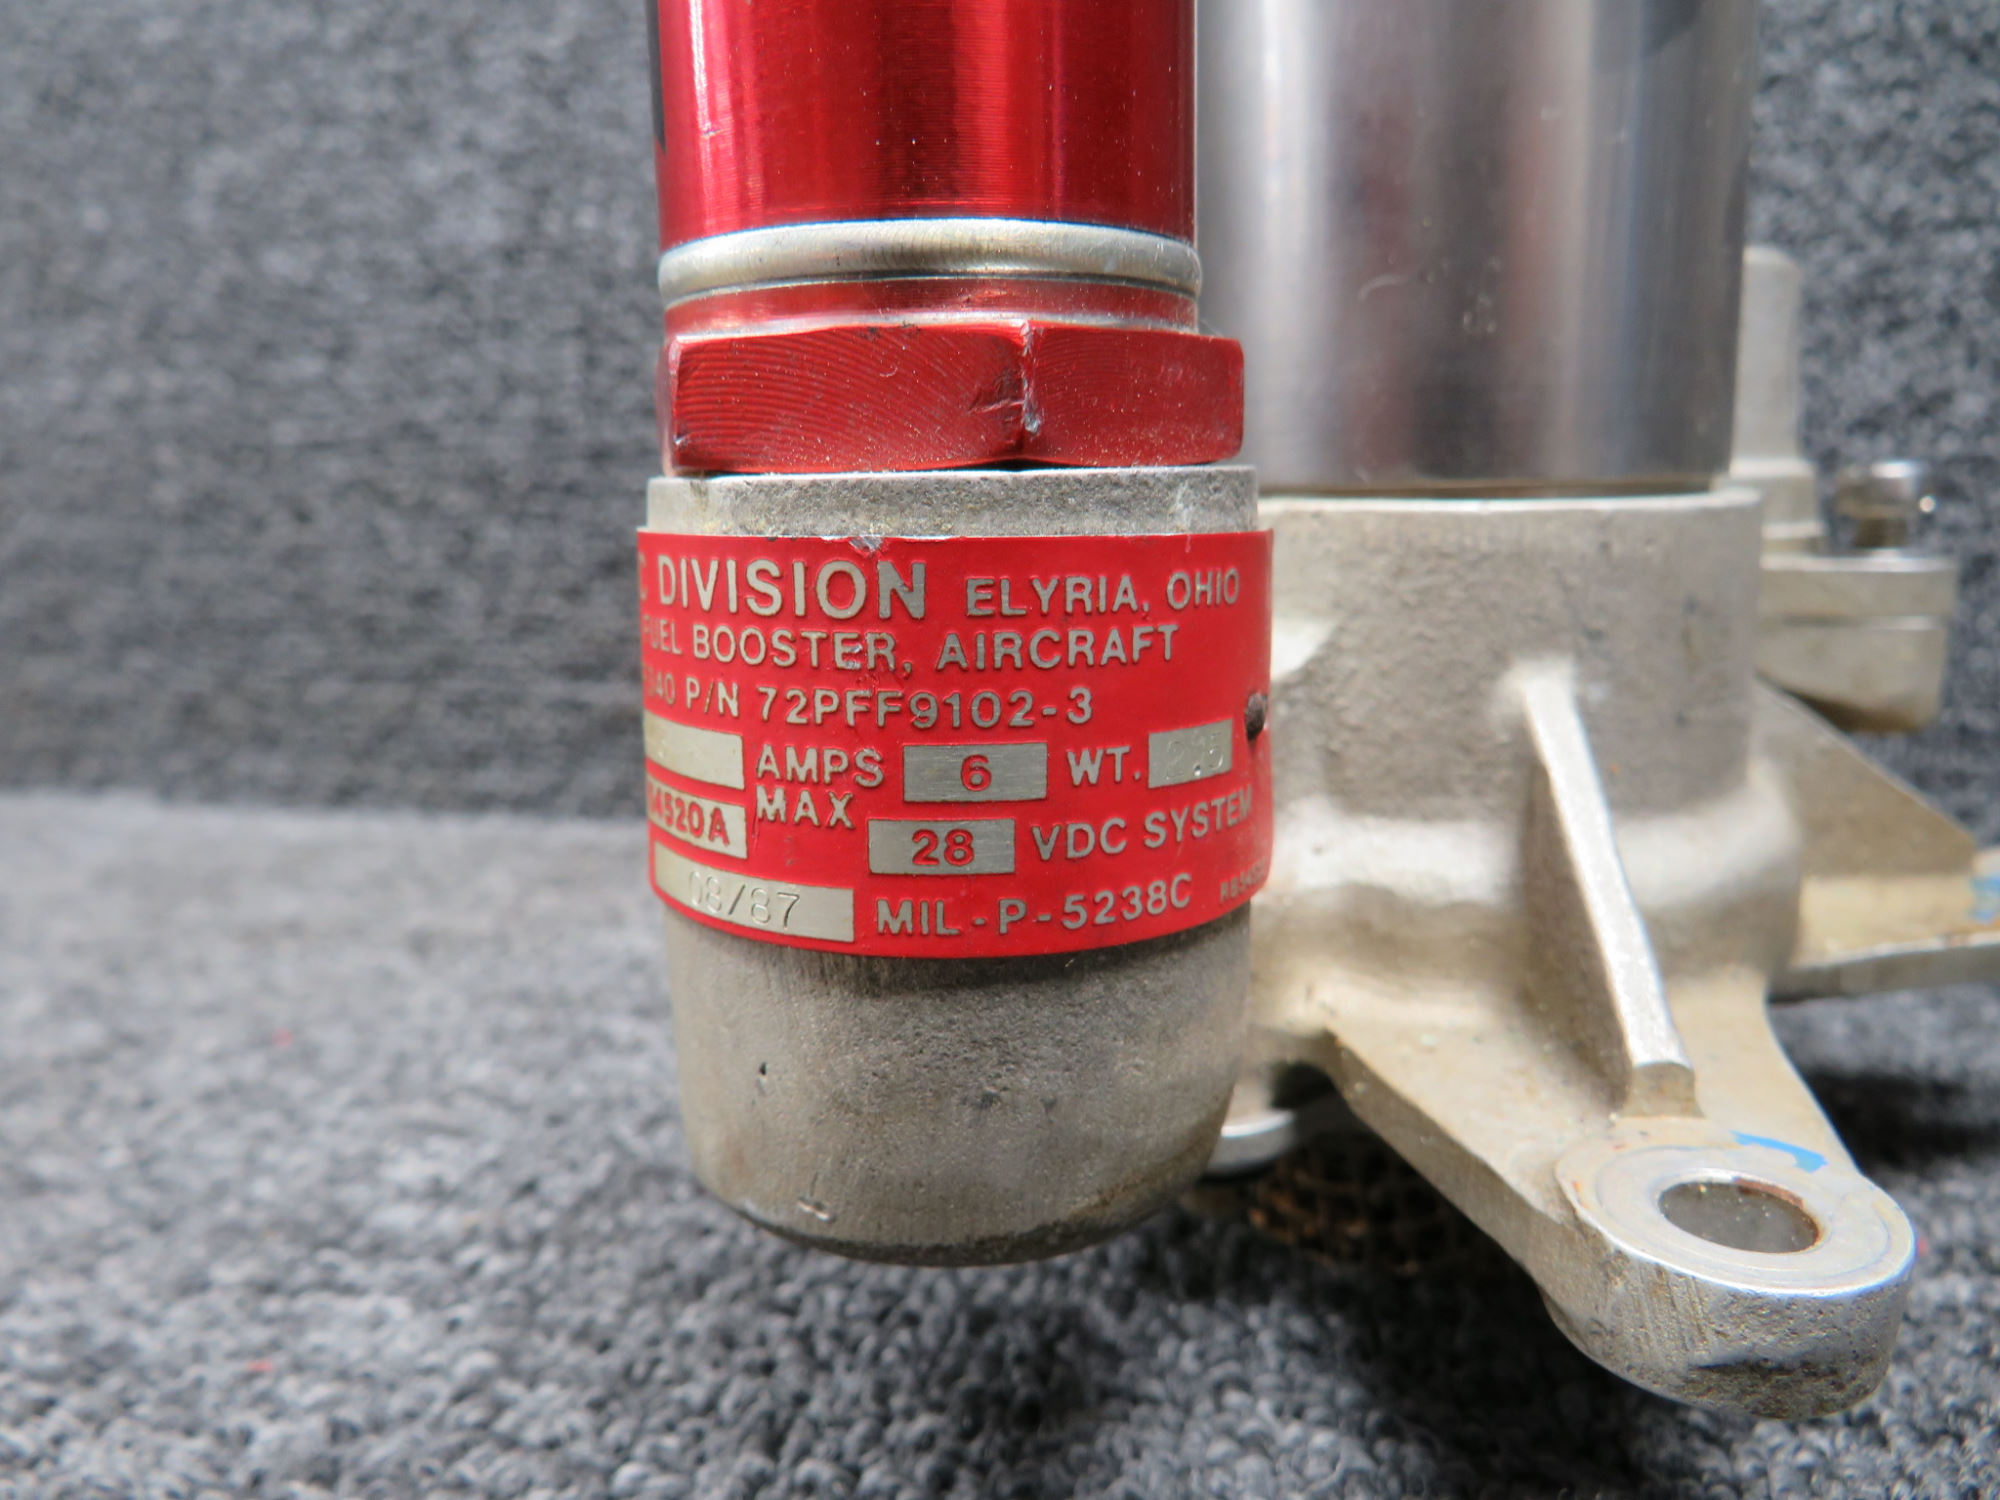 DIVISION ELYRIA, OHIO
FUEL BOOSTER, AIRCRAFT
P/N 72PFF9102-3
AMPS 6 WT.
MAX
28 VDC SYSTEM
08/87 MIL-P-5238C